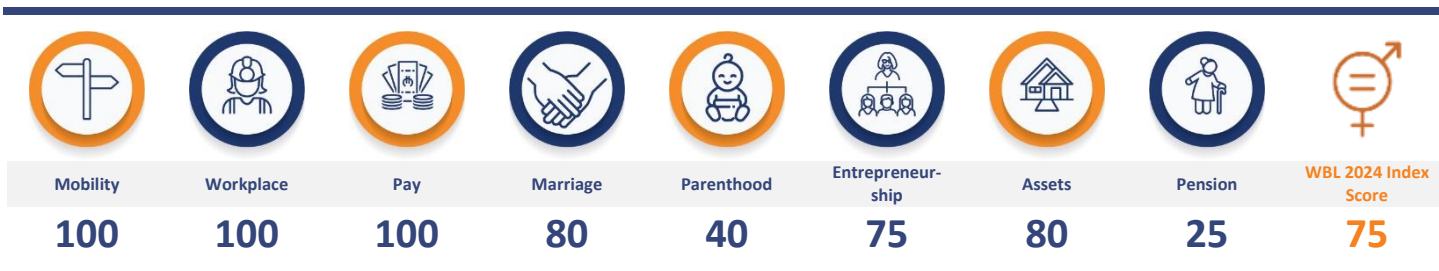 Mobility
Workplace
Pay
Marriage
Parenthood
Entrepreneur-
ship
Assets
Pension
WBL 2024 Index
Score
100
100
100
80
40
75
80
25
75